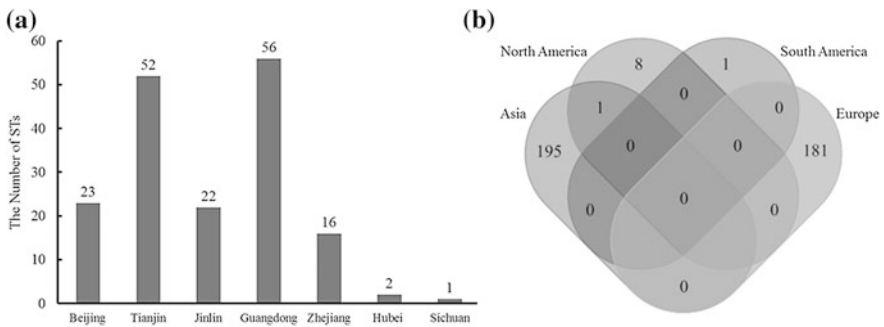 (a)
The Number of STs
60
50
40
30
20
10
0
23
52
22
56
16
2
1
Beijing Tianjin Jinlin Guangdong Zhejiang Hubei Sichuan
(b)
North America South America
Asia Europe
8 1
1 0 0
195 0 0 181
0 0 0
0